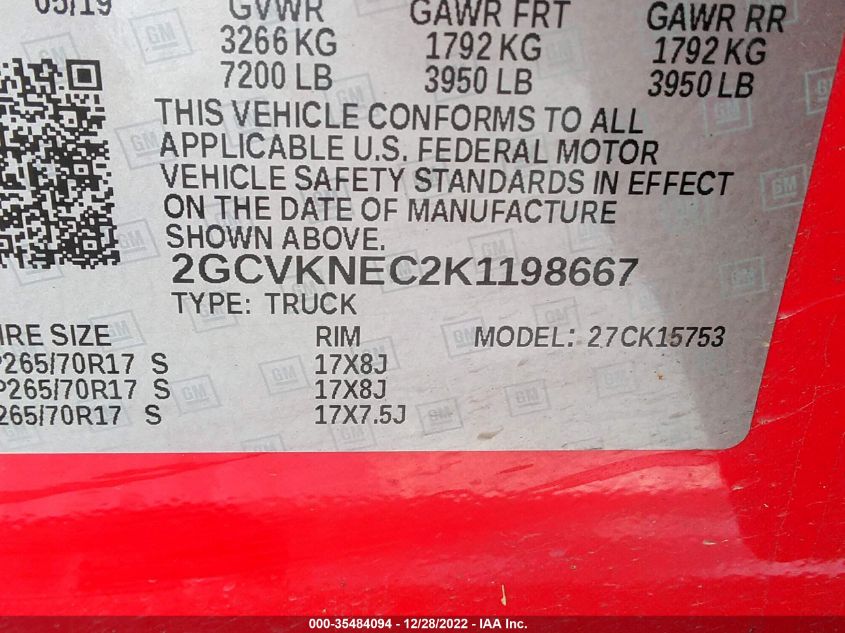 05/19 GVWR GAWR FRT GAWR RR
3266 KG 1792 KG 1792 KG
7200 LB 3950 LB 3950 LB
THIS VEHICLE CONFORMS TO ALL
APPLICABLE U.S. FEDERAL MOTOR
VEHICLE SAFETY STANDARDS IN EFFECT
ON THE DATE OF MANUFACTURE
SHOWN ABOVE.
2GCVKNEC2K1198667
TYPE: TRUCK
IRE SIZE RIM MODEL: 27CK15753
P265/70R17 S 17X8J
P265/70R17 S 17X8J
265/70R17 S 17X7.5J
000-35484094 - 12/28/2022 - IAA Inc.